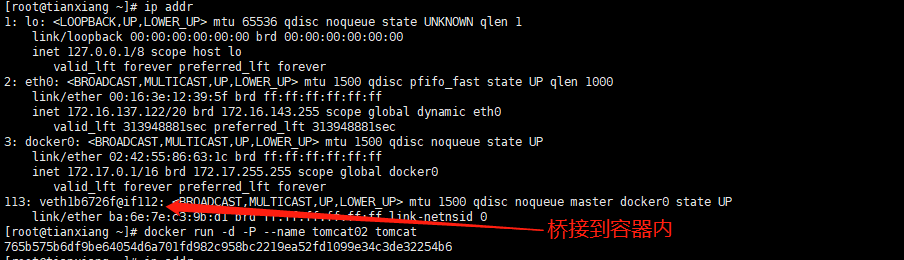 [root@tianxiang ~]# ip addr
1: lo: <LOOPBACK,UP,LOWER_UP> mtu 65536 qdisc noqueue state UNKNOWN qlen 1
link/loopback 00:00:00:00:00:00 brd 00:00:00:00:00:00
inet 127.0.0.1/8 scope host lo
valid_lft forever preferred_lft forever
2: eth0: <BROADCAST,MULTICAST,UP,LOWER_UP> mtu 1500 qdisc pfifo_fast state UP qlen 1000
link/ether 00:16:3e:12:39:5f brd ff:ff:ff:ff:ff:ff
inet 172.16.137.122/20 brd 172.16.143.255 scope global dynamic eth0
valid_lft 313948881sec preferred_lft 313948881sec
3: docker0: <BROADCAST,MULTICAST,UP,LOWER_UP> mtu 1500 qdisc noqueue state UP
link/ether 02:42:55:86:63:1c brd ff:ff:ff:ff:ff:ff
inet 172.17.0.1/16 brd 172.17.255.255 scope global docker0
valid_lft forever preferred_lft forever
113: veth1b6726f@if112: <BROADCAST,MULTICAST,UP,LOWER_UP> mtu 1500 qdisc noqueue master docker0 state UP
link/ether ba:6e:7e:c3:9b:d1 brd ff:ff:ff:ff:ff:ff link-netnsid 0
[root@tianxiang ~]# docker run -d -P --name tomcat02 tomcat
桥接到容器内
765b575b6df9be64054d6a701fd982c958bc2219ea52fd1099e34c3de32254b6
[root@tianxiang ~]# ip addr